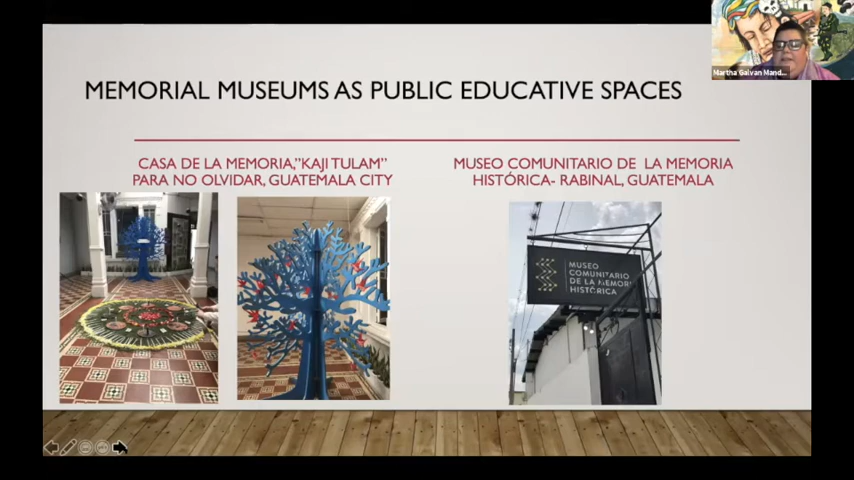 MEMORIAL MUSEUMS AS PUBLIC EDUCATIVE SPACES
CASA DE LA MEMORIA,"KAJI TULAM"
PARA NO OLVIDAR, GUATEMALA CITY
MUSEO COMUNITARIO DE LA MEMORIA
HISTÓRICA- RABINAL, GUATEMALA
MUSEO
COMUNITARIO
DE LA MEMOR
HISTÓRICA
Martha Galvan Mand...